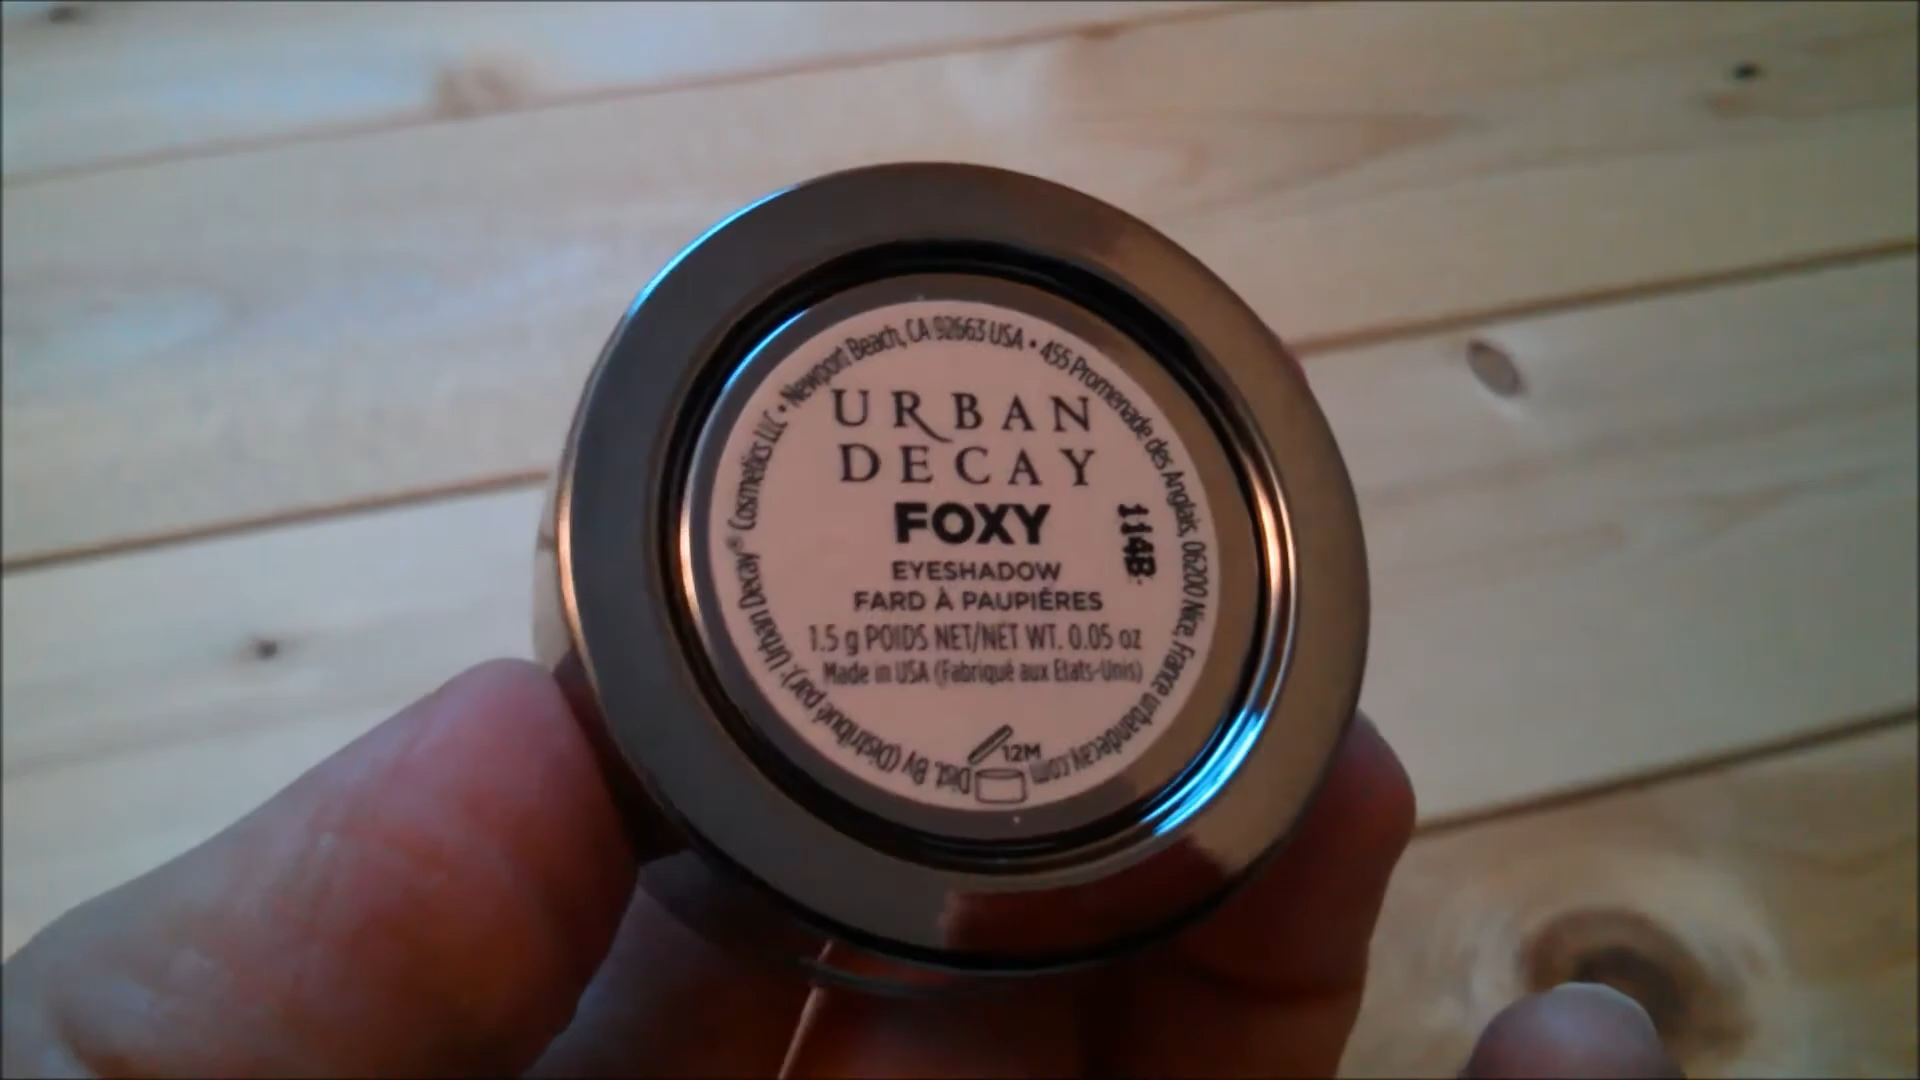 URBAN
DECAY
FOXY
EYESHADOW
FARD À PAUPIÈRES
1.5 g POIDS NET/NET WT. 0.05 oz
Made in USA (Fabriqué aux États-Unis)
12M
114B
Dist. By (Distribué par): Urban Decay® Cosmetics LLC • Newport Beach, CA 92663 USA • 455 Promenade des Anglais, 06200 Nice, France urbandecay.com